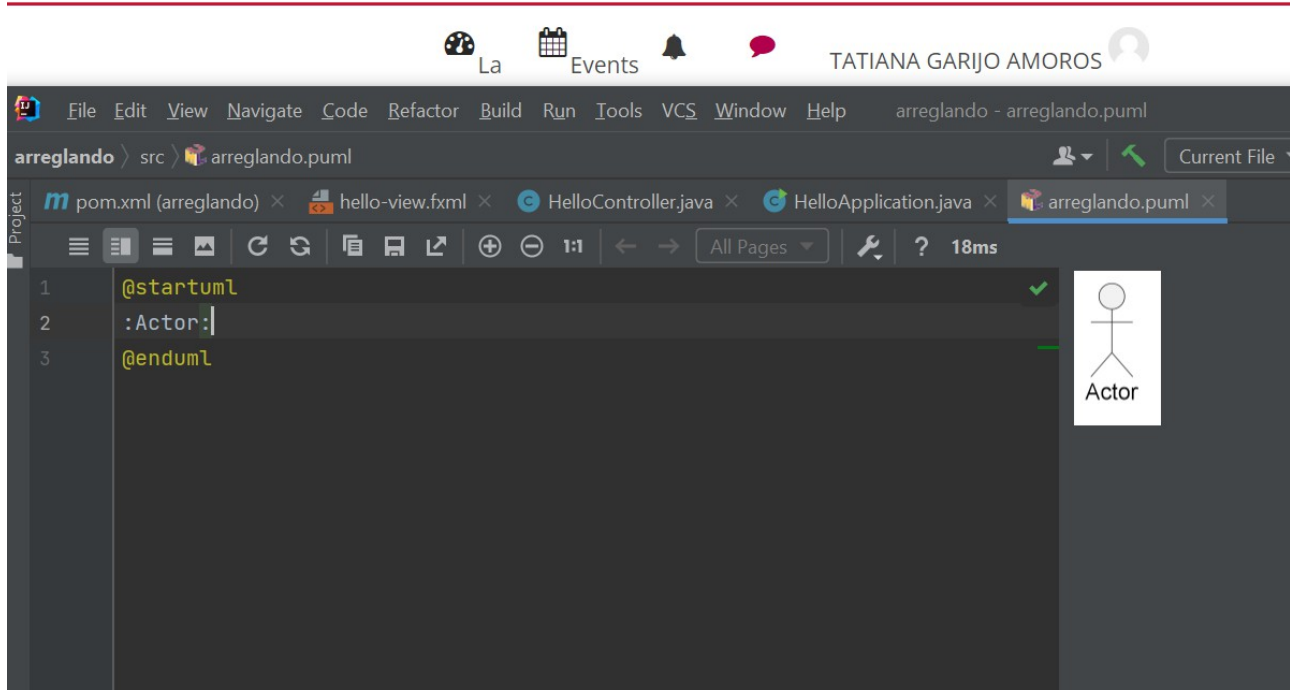 La Events TATIANA GARIJO AMOROS
File Edit View Navigate Code Refactor Build Run Tools VCS Window Help arreglando - arreglando.puml
arreglando src arreglando.puml Current File
Project
pom.xml (arreglando) hello-view.fxml HelloController.java HelloApplication.java arreglando.puml
1:1 All Pages ? 18ms
1 @startuml
2 :Actor:
3 @enduml
Actor